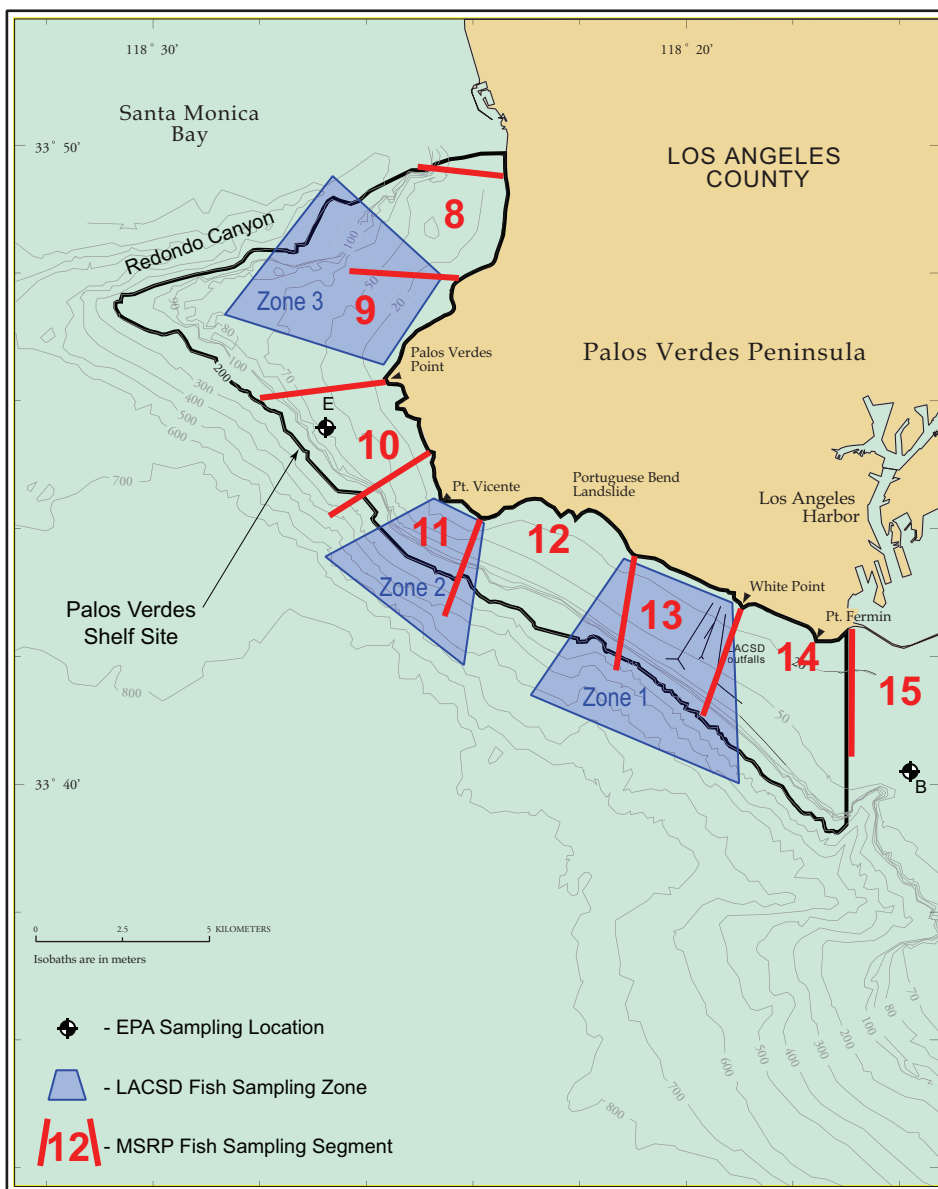 118° 30'
118° 20'
Santa Monica
Bay
33° 50'
LOS ANGELES
COUNTY
8
Redondo Canyon
100
50
20
Zone 3
9
90
80
70
100
200
300
400
500
600
Palos Verdes
Point
Palos Verdes Peninsula
E
10
700
Pt. Vicente
Portuguese Bend
Landslide
Los Angeles
Harbor
11
12
Zone 2
Palos Verdes
Shelf Site
White Point
13
Pt. Fermin
LACSD
outfalls
14
20
15
800
Zone 1
50
33° 40'
B
0 2.5 5 KILOMETERS
Isobaths are in meters
70
80
100
200
300
400
500
600
700
800
- EPA Sampling Location
- LACSD Fish Sampling Zone
12 - MSRP Fish Sampling Segment